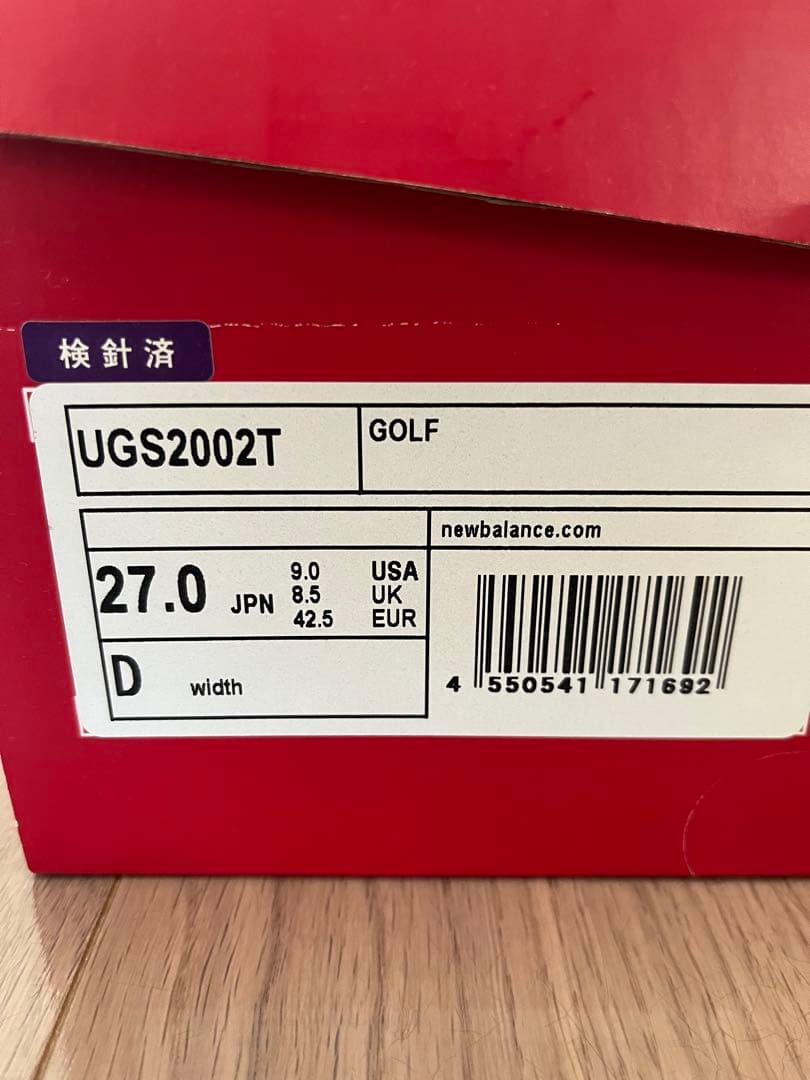 検針済
UGS2002T
GOLF
newbalance.com
27.0 JPN
9.0 USA
8.5 UK
42.5 EUR
D width
4 550541 171692